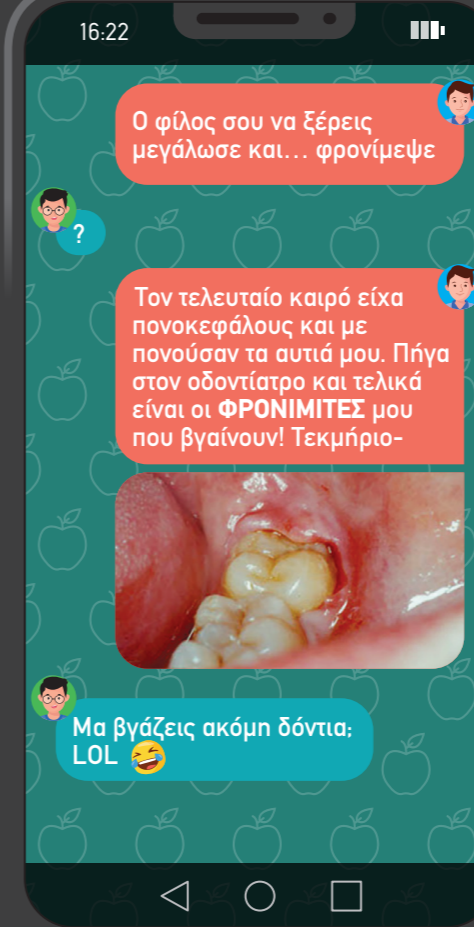 16:22
Ο φίλος σου να ξέρεις
μεγάλωσε και... φρονίμεψε
?
Τον τελευταίο καιρό είχα
πονοκεφάλους και με
πονούσαν τα αυτιά μου. Πήγα
στον οδοντίατρο και τελικά
είναι οι ΦΡΟΝΙΜΙΤΕΣ μου
που βγαίνουν! Τεκμήριο-
Μα βγάζεις ακόμη δόντια;
LOL 🤣